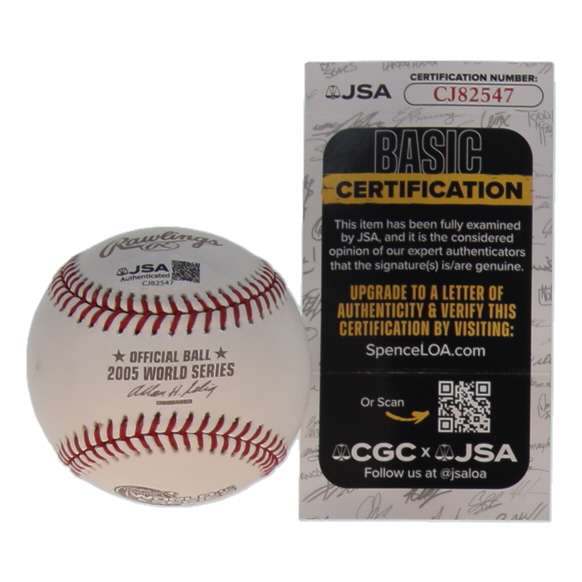 Rawlings
JSA
Authenticated
CJ82547
★ OFFICIAL BALL ★
2005 WORLD SERIES
Allan H. Selig
JSA
CERTIFICATION NUMBER:
CJ82547
BASIC
CERTIFICATION
This item has been fully examined
by JSA, and it is the considered
opinion of our expert authenticators
that the signature(s) is/are genuine.
UPGRADE TO A LETTER OF
AUTHENTICITY & VERIFY THIS
CERTIFICATION BY VISITING:
SpenceLOA.com
Or Scan
CGC x JSA
Follow us at @jsaloa